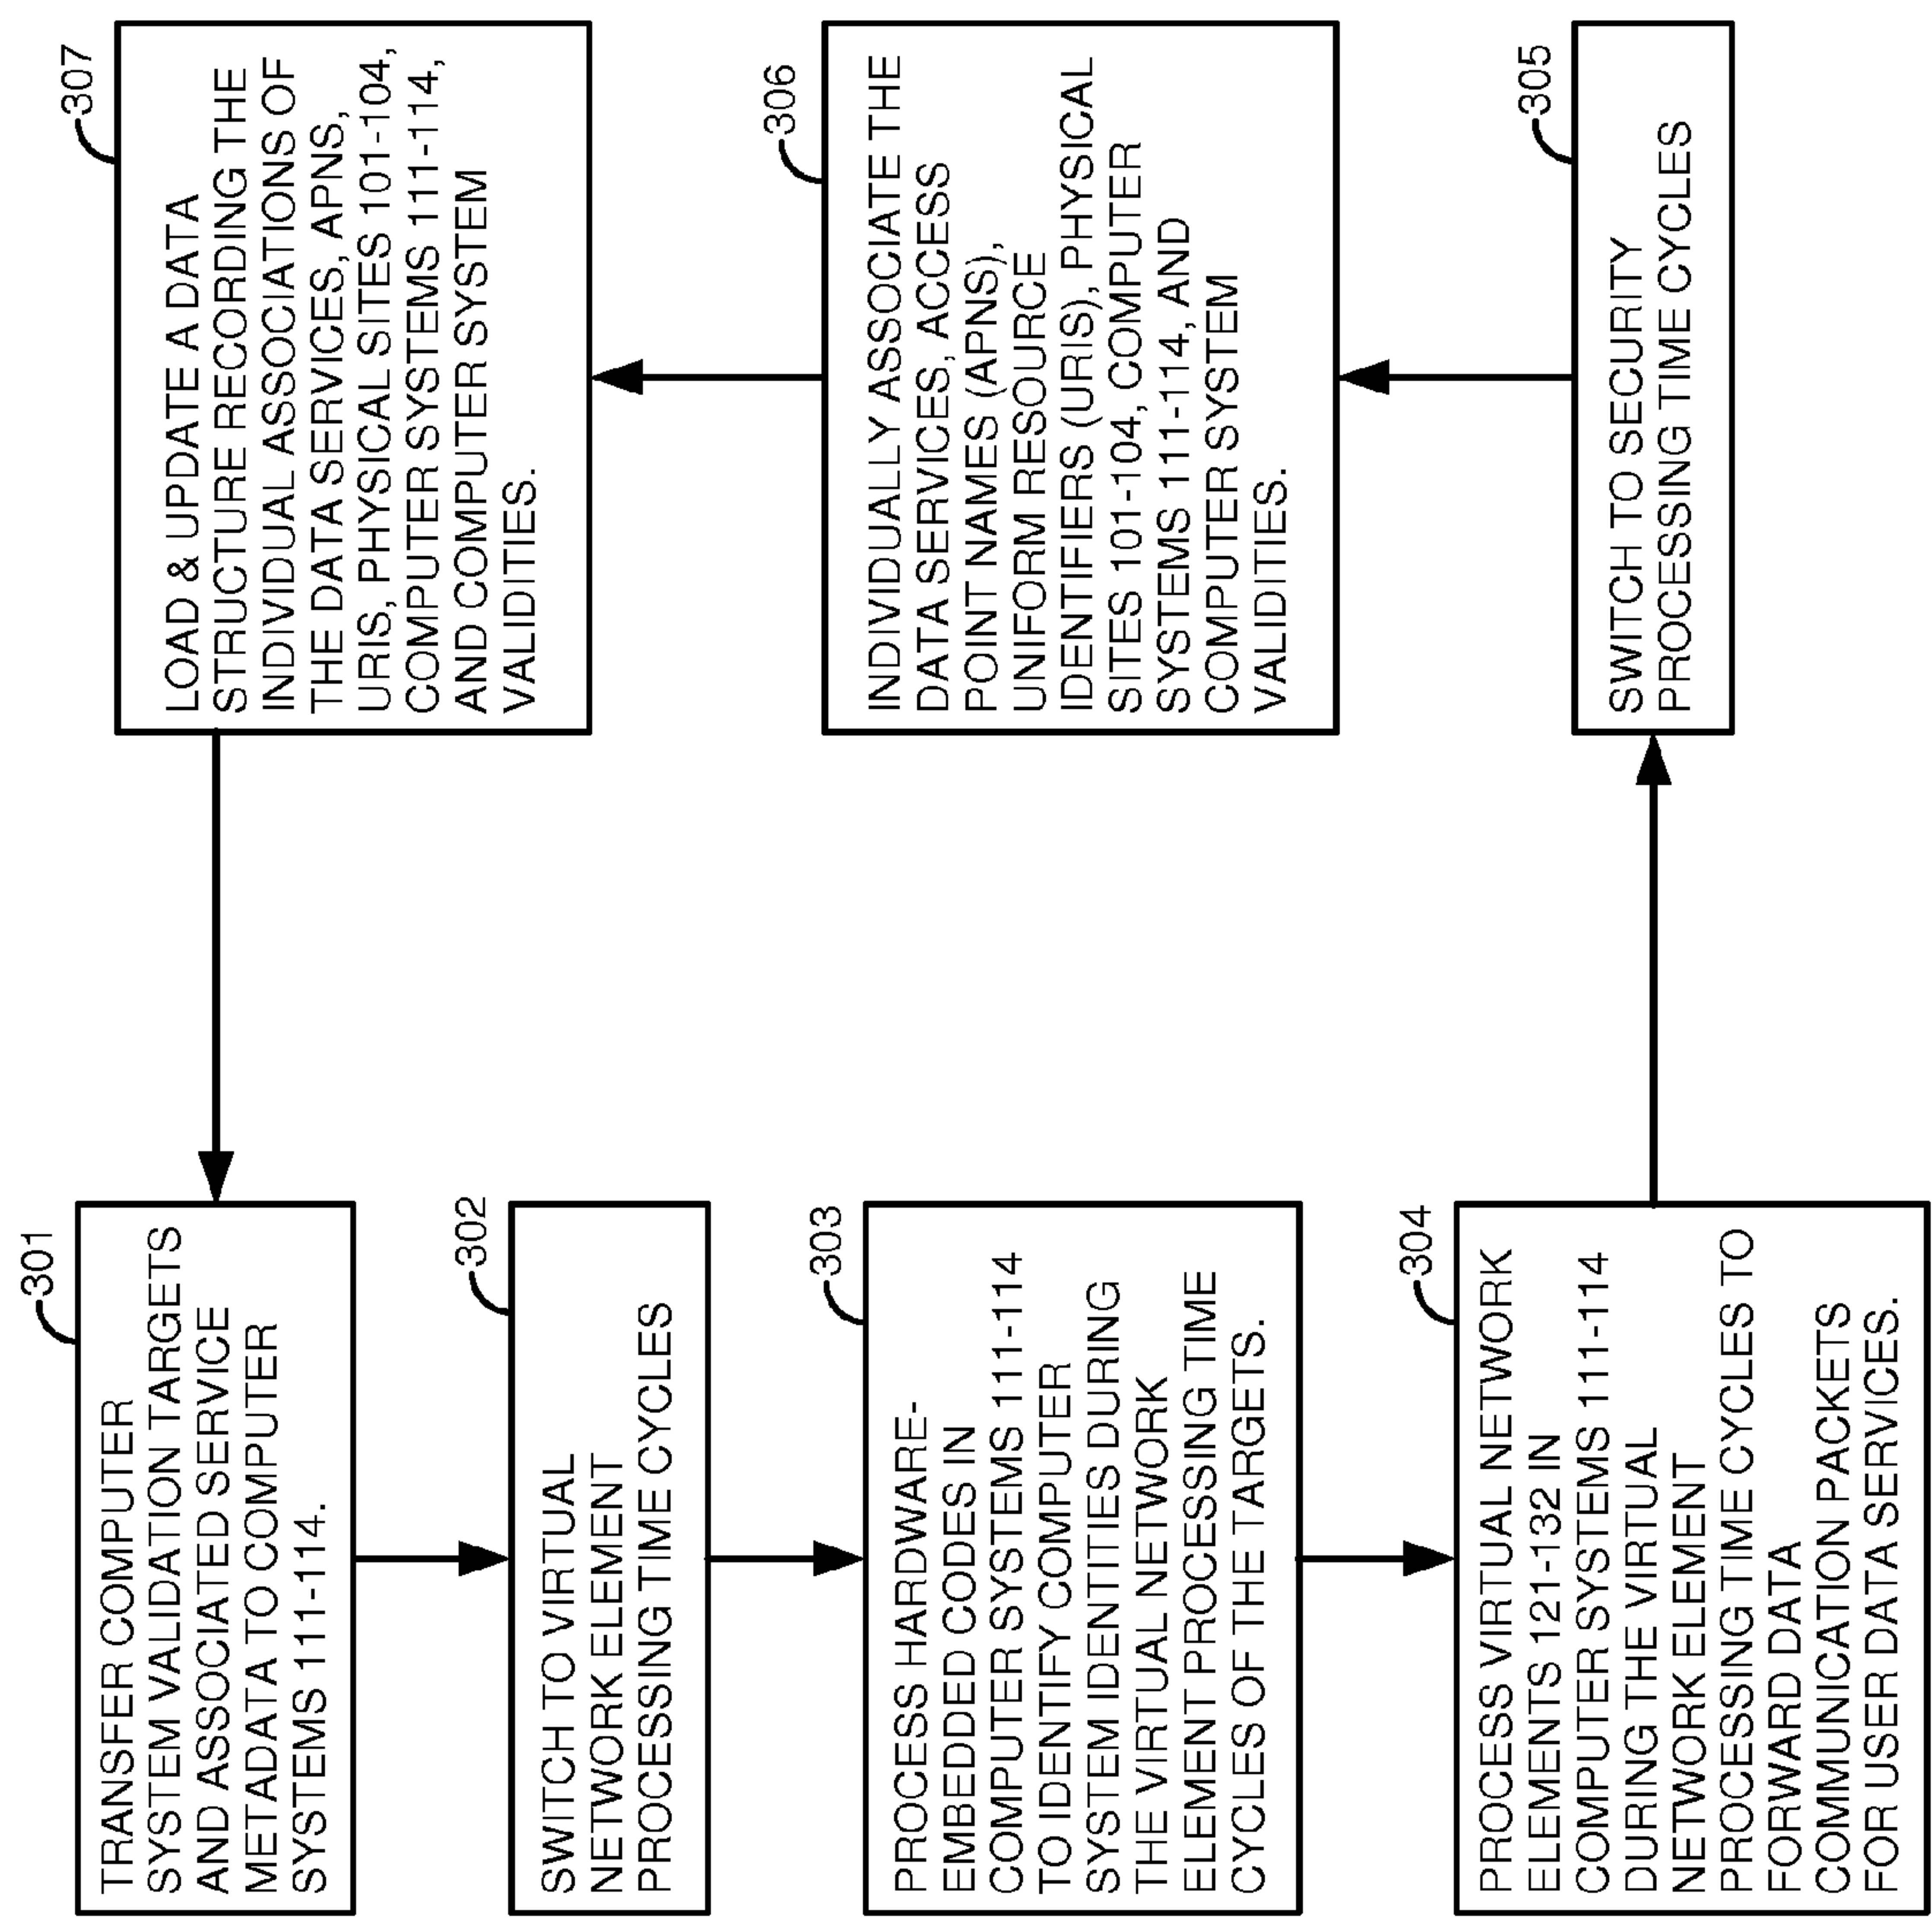 301
TRANSFER COMPUTER
SYSTEM VALIDATION TARGETS
AND ASSOCIATED SERVICE
METADATA TO COMPUTER
SYSTEMS 111-114.
302
SWITCH TO VIRTUAL
NETWORK ELEMENT
PROCESSING TIME CYCLES
303
PROCESS HARDWARE-
EMBEDDED CODES IN
COMPUTER SYSTEMS 111-114
TO IDENTIFY COMPUTER
SYSTEM IDENTITIES DURING
THE VIRTUAL NETWORK
ELEMENT PROCESSING TIME
CYCLES OF THE TARGETS.
304
PROCESS VIRTUAL NETWORK
ELEMENTS 121-132 IN
COMPUTER SYSTEMS 111-114
DURING THE VIRTUAL
NETWORK ELEMENT
PROCESSING TIME CYCLES TO
FORWARD DATA
COMMUNICATION PACKETS
FOR USER DATA SERVICES.
305
SWITCH TO SECURITY
PROCESSING TIME CYCLES
306
INDIVIDUALLY ASSOCIATE THE
DATA SERVICES, ACCESS
POINT NAMES (APNS),
UNIFORM RESOURCE
IDENTIFIERS (URIS), PHYSICAL
SITES 101-104, COMPUTER
SYSTEMS 111-114, AND
COMPUTER SYSTEM
VALIDITIES.
307
LOAD & UPDATE A DATA
STRUCTURE RECORDING THE
INDIVIDUAL ASSOCIATIONS OF
THE DATA SERVICES, APNS,
URIS, PHYSICAL SITES 101-104,
COMPUTER SYSTEMS 111-114,
AND COMPUTER SYSTEM
VALIDITIES.